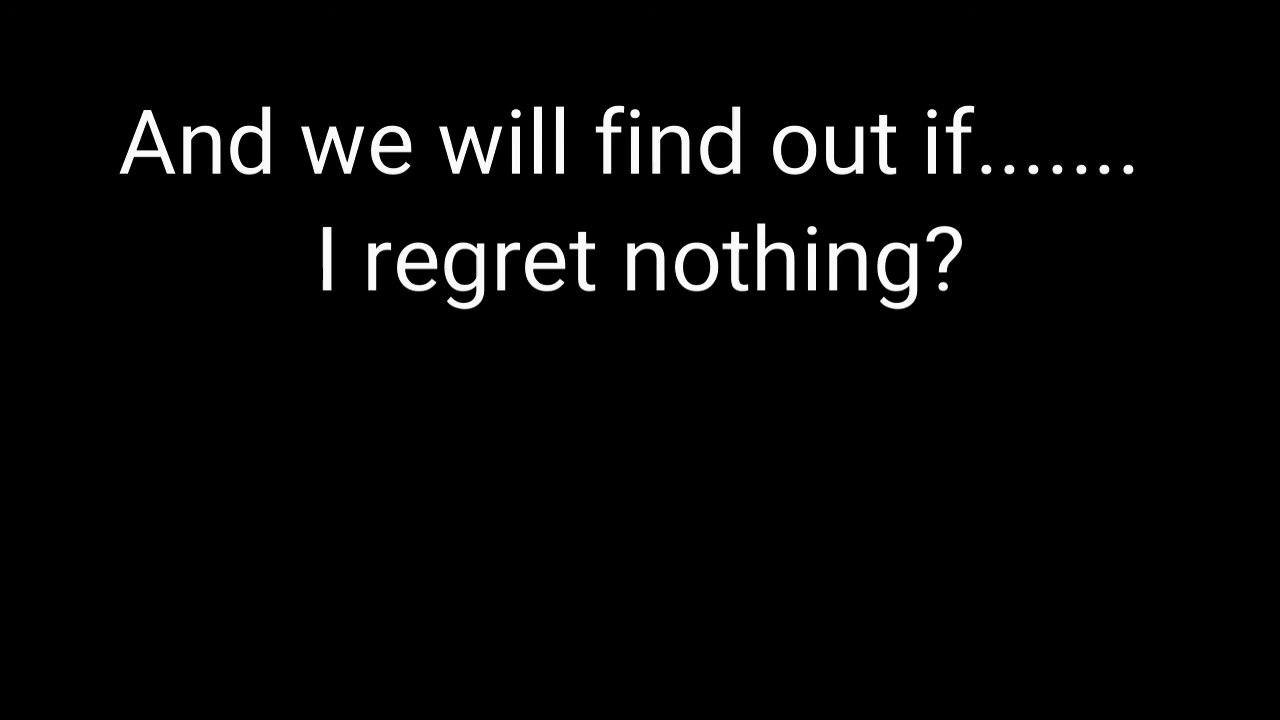 And we will find out if.......
I regret nothing?